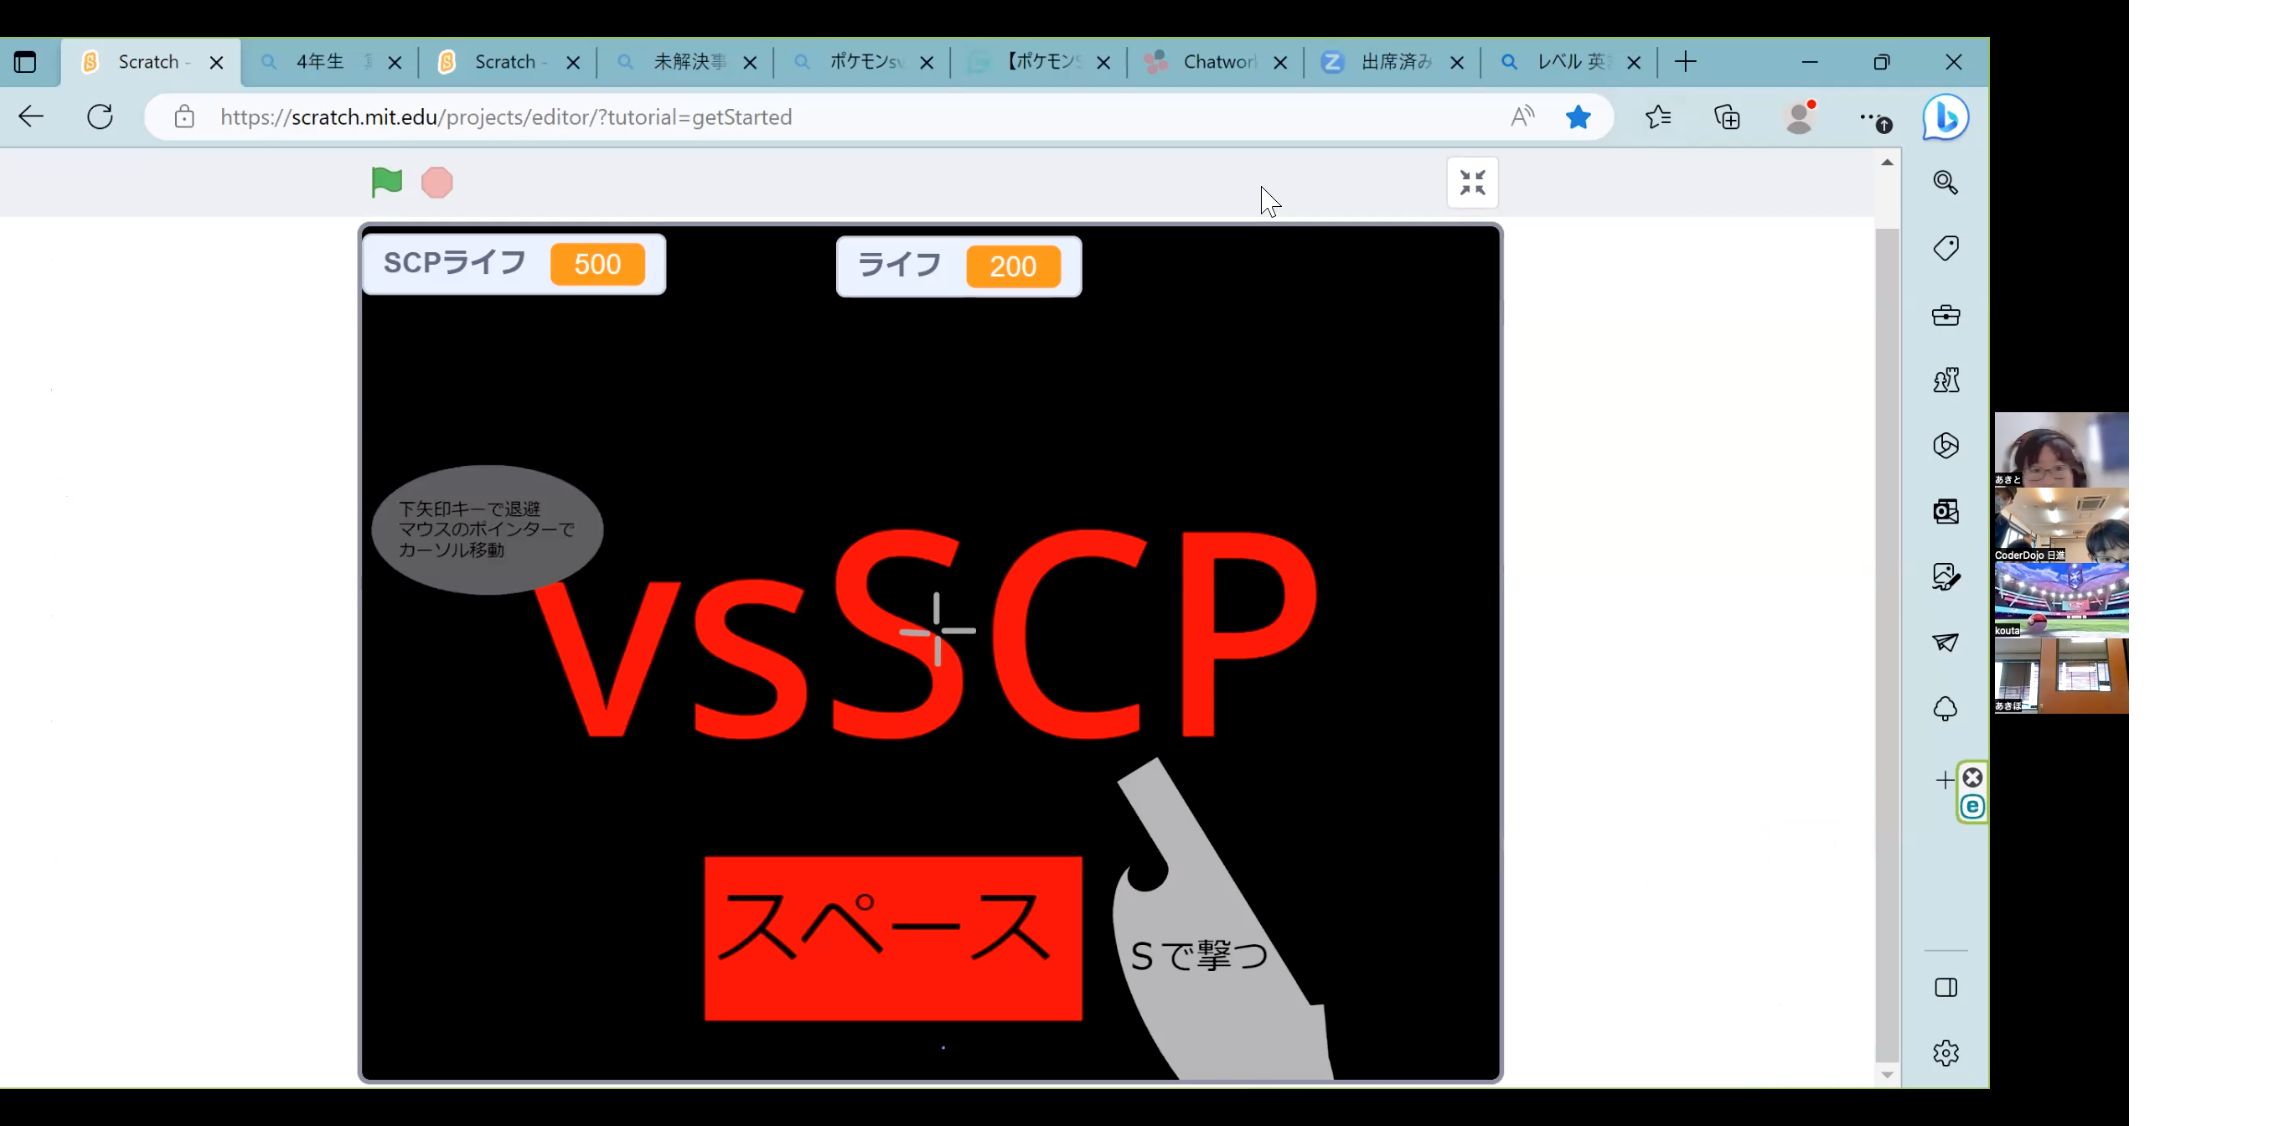 Scratch -
4年生
Scratch -
未解決事
ポケモンsv
【ポケモンS
Chatwor
出席済み
レベル 英
https://scratch.mit.edu/projects/editor/?tutorial=getStarted
SCPライフ 500
ライフ 200
下矢印キーで退避
マウスのポインターで
カーソル移動
vsSCP
スペース
Sで撃つ
あきと
CoderDojo 日進
kouta
あきほ